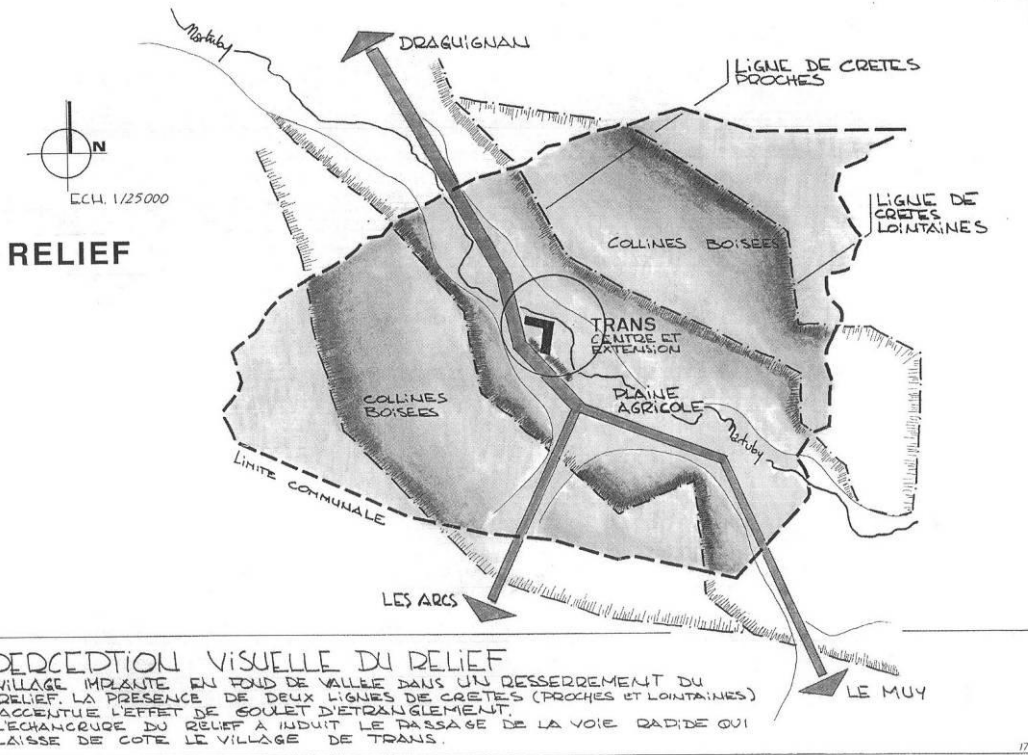 Nartuby
DRAGUIGNAN
LIGNE DE CRETES
PROCHES
N
ECH. 1/25000
RELIEF
LIGNE DE
CRETES
LOINTAINES
COLLINES BOISÉES
TRANS
CENTRE ET
EXTENSION
COLLINES
BOISEES
PLAINE
AGRICOLE
Nartuby
LIMITE COMMUNALE
LES ARCS
LE MUY
PERCEPTION VISUELLE DU RELIEF
VILLAGE IMPLANTE EN FOND DE VALLEE DANS UN RESSERREMENT DU
RELIEF. LA PRESENCE DE DEUX LIGNES DE CRETES (PROCHES ET LOINTAINES)
ACCENTUE L'EFFET DE GOULET D'ETRANGLEMENT.
L'ECHANCRURE DU RELIEF A INDUIT LE PASSAGE DE LA VOIE RAPIDE QUI
LAISSE DE COTE LE VILLAGE DE TRANS.